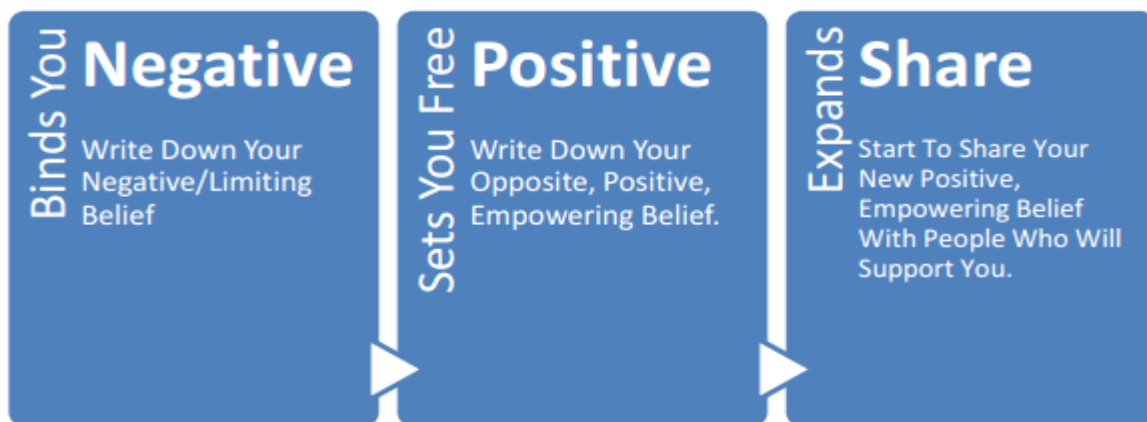 Binds You
Negative
Write Down Your
Negative/Limiting
Belief
Sets You Free
Positive
Write Down Your
Opposite, Positive,
Empowering Belief.
Expands
Share
Start To Share Your
New Positive,
Empowering Belief
With People Who Will
Support You.